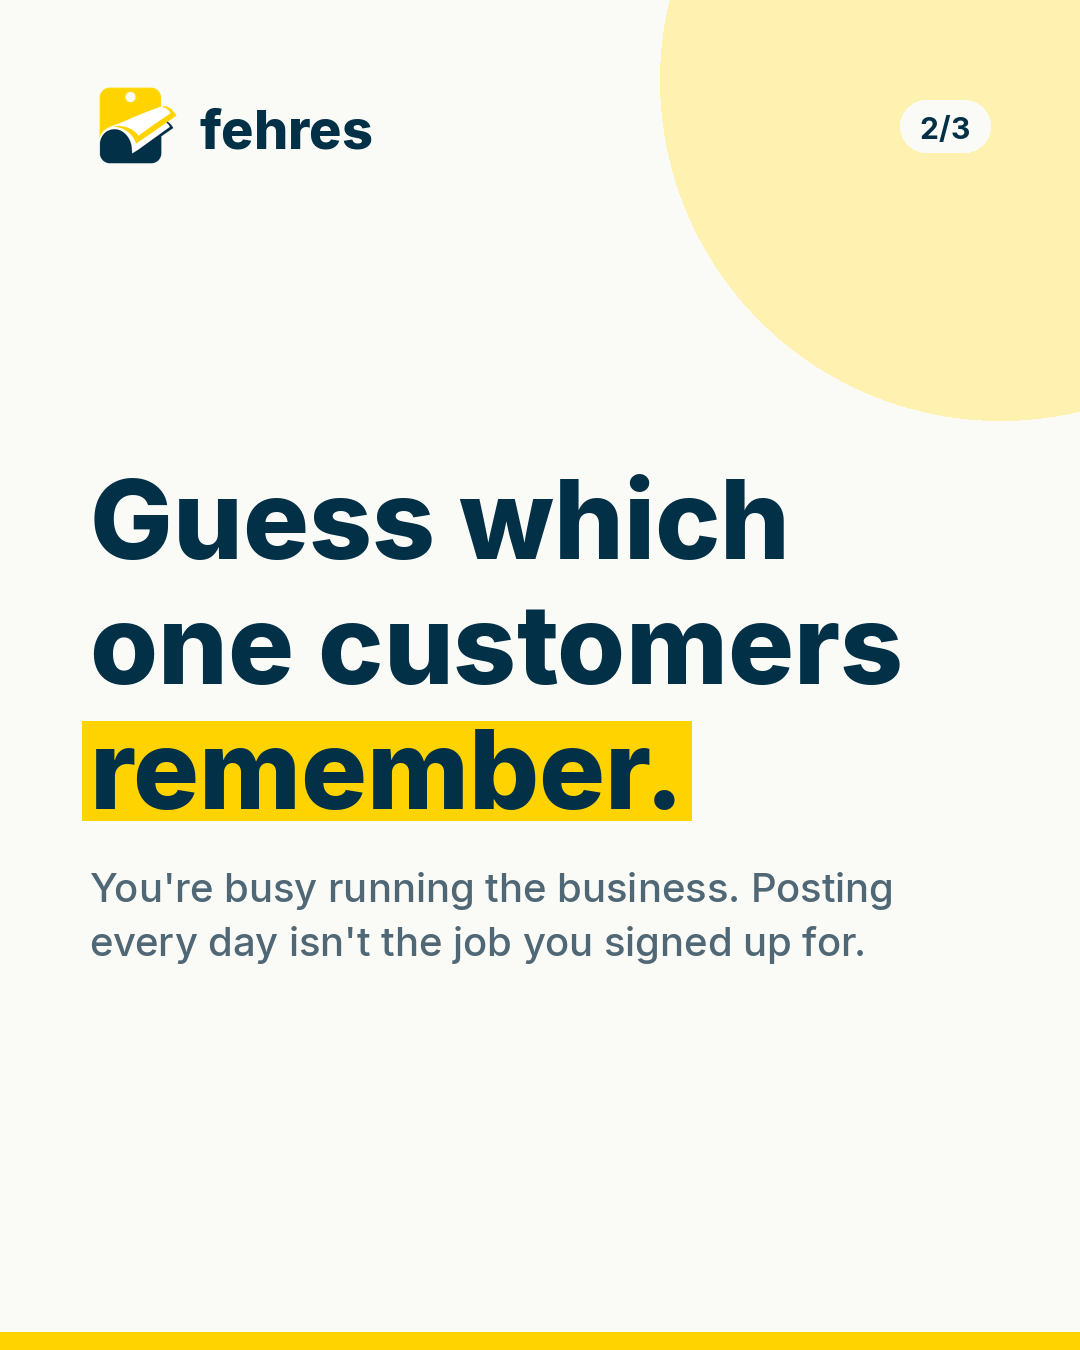 fehres
2/3
Guess which
one customers
remember.
You're busy running the business. Posting
every day isn't the job you signed up for.